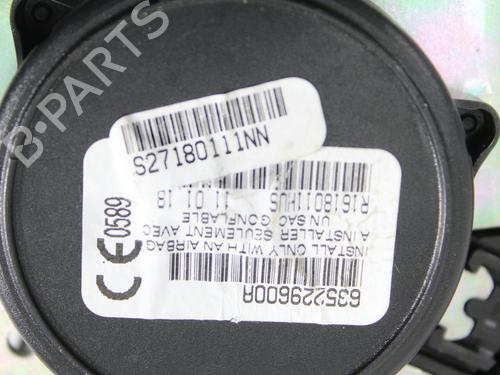 S27180111NN
635229600A
INSTALL ONLY WITH AN AIRBAG
A INSTALLER SEULEMENT AVEC
UN SAC GONFLABLE
R1618011HUS 11 01 18
CE 0589
B-PARTS